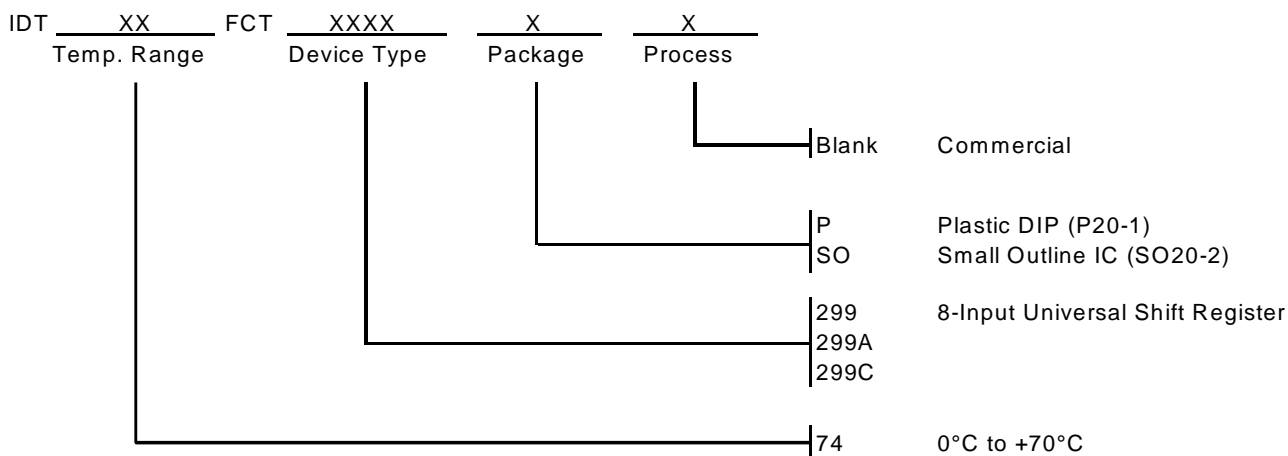 IDT XX FCT XXXX X X
Temp. Range Device Type Package Process
Blank Commercial
P Plastic DIP (P20-1)
SO Small Outline IC (SO20-2)
299 8-Input Universal Shift Register
299A
299C
74 0°C to +70°C